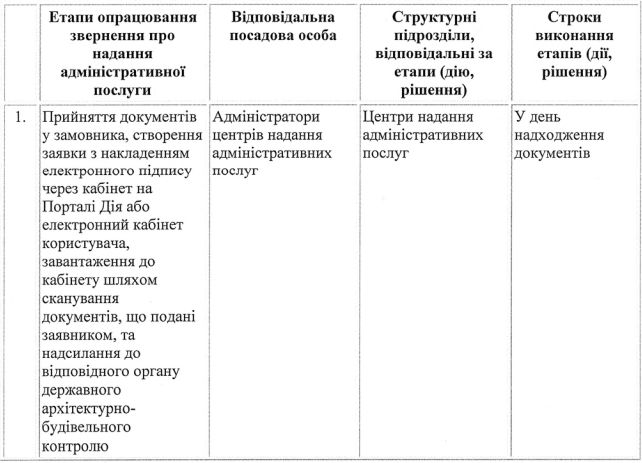 Етапи опрацювання
звернення про
надання
адміністративної
послуги
Відповідальна
посадова особа
Структурні
підрозділи,
відповідальні за
етапи (дію,
рішення)
Строки
виконання
етапів (дії,
рішення)
1.
Прийняття документів
у замовника, створення
заявки з накладенням
електронного підпису
через кабінет на
Порталі Дія або
електронний кабінет
користувача,
завантаження до
кабінету шляхом
сканування
документів, що подані
заявником, та
надсилання до
відповідного органу
державного
архітектурно-
будівельного
контролю
Адміністратори
центрів надання
адміністративних
послуг
Центри надання
адміністративних
послуг
У день
надходження
документів